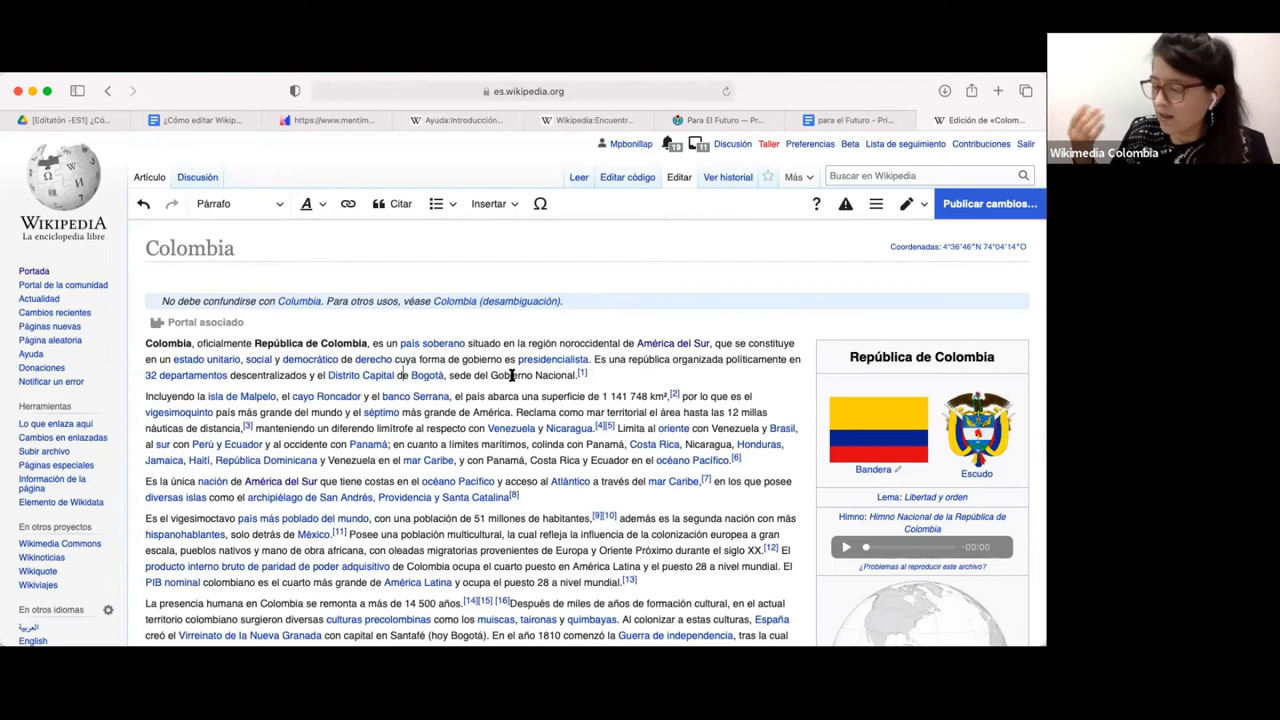 es.wikipedia.org
[Editatón -ES1] ¿Có...
¿Cómo editar Wikip...
https://www.mentim...
Ayuda:Introducción...
Wikipedia:Encuentr...
Para El Futuro — Pr...
para el Futuro - Pri...
Edición de «Colom...
Wikimedia Colombia
Mpbonillap
19
11
Discusión
Taller
Preferencias
Beta
Lista de seguimiento
Contribuciones
Salir
Artículo
Discusión
Leer
Editar código
Editar
Ver historial
Más
Buscar en Wikipedia
Párrafo
A
Citar
Insertar
Ω
?
Publicar cambios...
WIKIPEDIA
La enciclopedia libre
Portada
Portal de la comunidad
Actualidad
Cambios recientes
Páginas nuevas
Página aleatoria
Ayuda
Donaciones
Notificar un error
Herramientas
Lo que enlaza aquí
Cambios en enlazadas
Subir archivo
Páginas especiales
Información de la
página
Elemento de Wikidata
En otros proyectos
Wikimedia Commons
Wikinoticias
Wikiquote
Wikiviajes
En otros idiomas
العربية
English
Colombia
Coordenadas: 4°36′46″N 74°04′14″O
No debe confundirse con Columbia. Para otros usos, véase Colombia (desambiguación).
Portal asociado
Colombia, oficialmente República de Colombia, es un país soberano situado en la región noroccidental de América del Sur, que se constituye
en un estado unitario, social y democrático de derecho cuya forma de gobierno es presidencialista. Es una república organizada políticamente en
32 departamentos descentralizados y el Distrito Capital de Bogotá, sede del Gobierno Nacional.[1]
Incluyendo la isla de Malpelo, el cayo Roncador y el banco Serrana, el país abarca una superficie de 1 141 748 km²,[2] por lo que es el
vigesimoquinto país más grande del mundo y el séptimo más grande de América. Reclama como mar territorial el área hasta las 12 millas
náuticas de distancia,[3] manteniendo un diferendo limítrofe al respecto con Venezuela y Nicaragua.[4][5] Limita al oriente con Venezuela y Brasil,
al sur con Perú y Ecuador y al occidente con Panamá; en cuanto a límites marítimos, colinda con Panamá, Costa Rica, Nicaragua, Honduras,
Jamaica, Haití, República Dominicana y Venezuela en el mar Caribe, y con Panamá, Costa Rica y Ecuador en el océano Pacífico.[6]
Es la única nación de América del Sur que tiene costas en el océano Pacífico y acceso al Atlántico a través del mar Caribe,[7] en los que posee
diversas islas como el archipiélago de San Andrés, Providencia y Santa Catalina[8]
Es el vigesimoctavo país más poblado del mundo, con una población de 51 millones de habitantes,[9][10] además es la segunda nación con más
hispanohablantes, solo detrás de México.[11] Posee una población multicultural, la cual refleja la influencia de la colonización europea a gran
escala, pueblos nativos y mano de obra africana, con oleadas migratorias provenientes de Europa y Oriente Próximo durante el siglo XX.[12] El
producto interno bruto de paridad de poder adquisitivo de Colombia ocupa el cuarto puesto en América Latina y el puesto 28 a nivel mundial. El
PIB nominal colombiano es el cuarto más grande de América Latina y ocupa el puesto 28 a nivel mundial.[13]
La presencia humana en Colombia se remonta a más de 14 500 años.[14][15] [16]Después de miles de años de formación cultural, en el actual
territorio colombiano surgieron diversas culturas precolombinas como los muiscas, taironas y quimbayas. Al colonizar a estas culturas, España
creó el Virreinato de la Nueva Granada con capital en Santafé (hoy Bogotá). En el año 1810 comenzó la Guerra de independencia, tras la cual
República de Colombia
Bandera
Escudo
Lema: Libertad y orden
Himno: Himno Nacional de la República de
Colombia
-00:00
¿Problemas al reproducir este archivo?